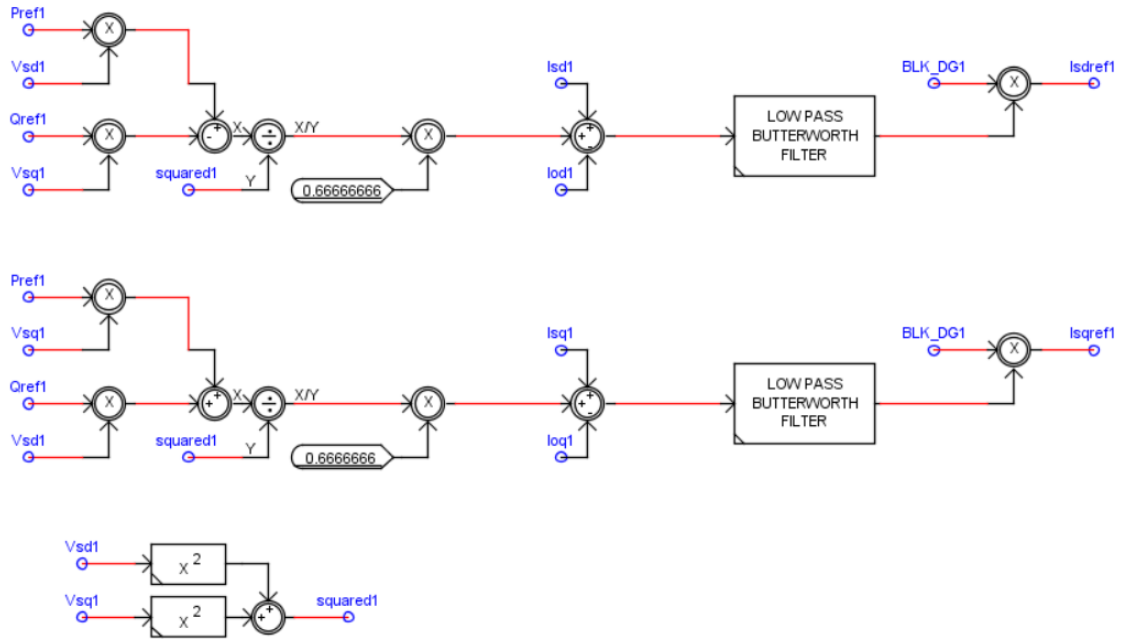 Pref1
X
Vsd1
Isd1
BLK_DG1
X
Isdref1
LOW PASS
BUTTERWORTH
FILTER
Qref1
X
- +
X
÷
X/Y
X
+ + -
Vsq1
squared1
Y
0.66666666
Iod1
Pref1
X
Vsq1
Isq1
BLK_DG1
X
Isqref1
LOW PASS
BUTTERWORTH
FILTER
Qref1
X
+ +
X
÷
X/Y
X
+ + -
Vsd1
squared1
Y
0.6666666
Ioq1
Vsd1
X 2
Vsq1
X 2
+ +
squared1